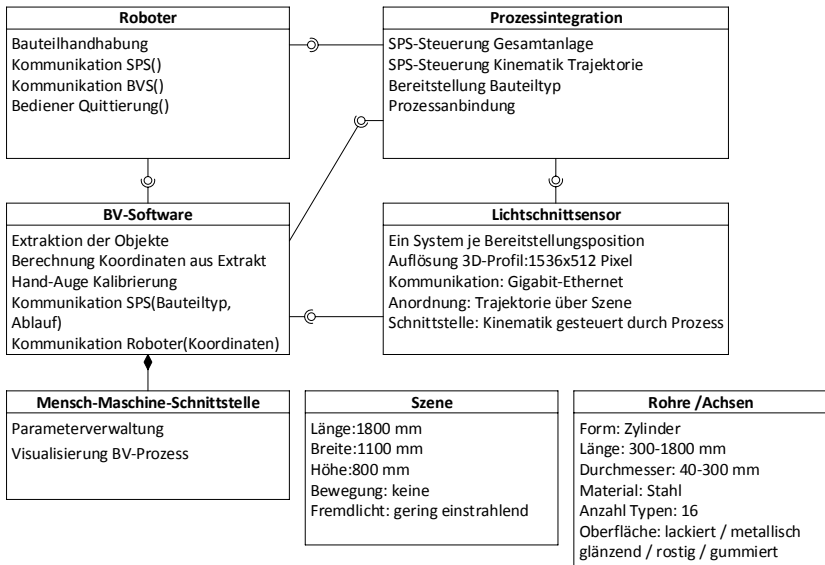 Roboter
Bauteilhandhabung
Kommunikation SPS()
Kommunikation BVS()
Bediener Quittierung()
Prozessintegration
SPS-Steuerung Gesamtanlage
SPS-Steuerung Kinematik Trajektorie
Bereitstellung Bauteiltyp
Prozessanbindung
BV-Software
Extraktion der Objekte
Berechnung Koordinaten aus Extrakt
Hand-Auge Kalibrierung
Kommunikation SPS(Bauteiltyp,
Ablauf)
Kommunikation Roboter(Koordinaten)
Lichtschnittsensor
Ein System je Bereitstellungsposition
Auflösung 3D-Profil:1536x512 Pixel
Kommunikation: Gigabit-Ethernet
Anordnung: Trajektorie über Szene
Schnittstelle: Kinematik gesteuert durch Prozess
Mensch-Maschine-Schnittstelle
Parameterverwaltung
Visualisierung BV-Prozess
Szene
Länge:1800 mm
Breite:1100 mm
Höhe:800 mm
Bewegung: keine
Fremdlicht: gering einstrahlend
Rohre /Achsen
Form: Zylinder
Länge: 300-1800 mm
Durchmesser: 40-300 mm
Material: Stahl
Anzahl Typen: 16
Oberfläche: lackiert / metallisch
glänzend / rostig / gummiert